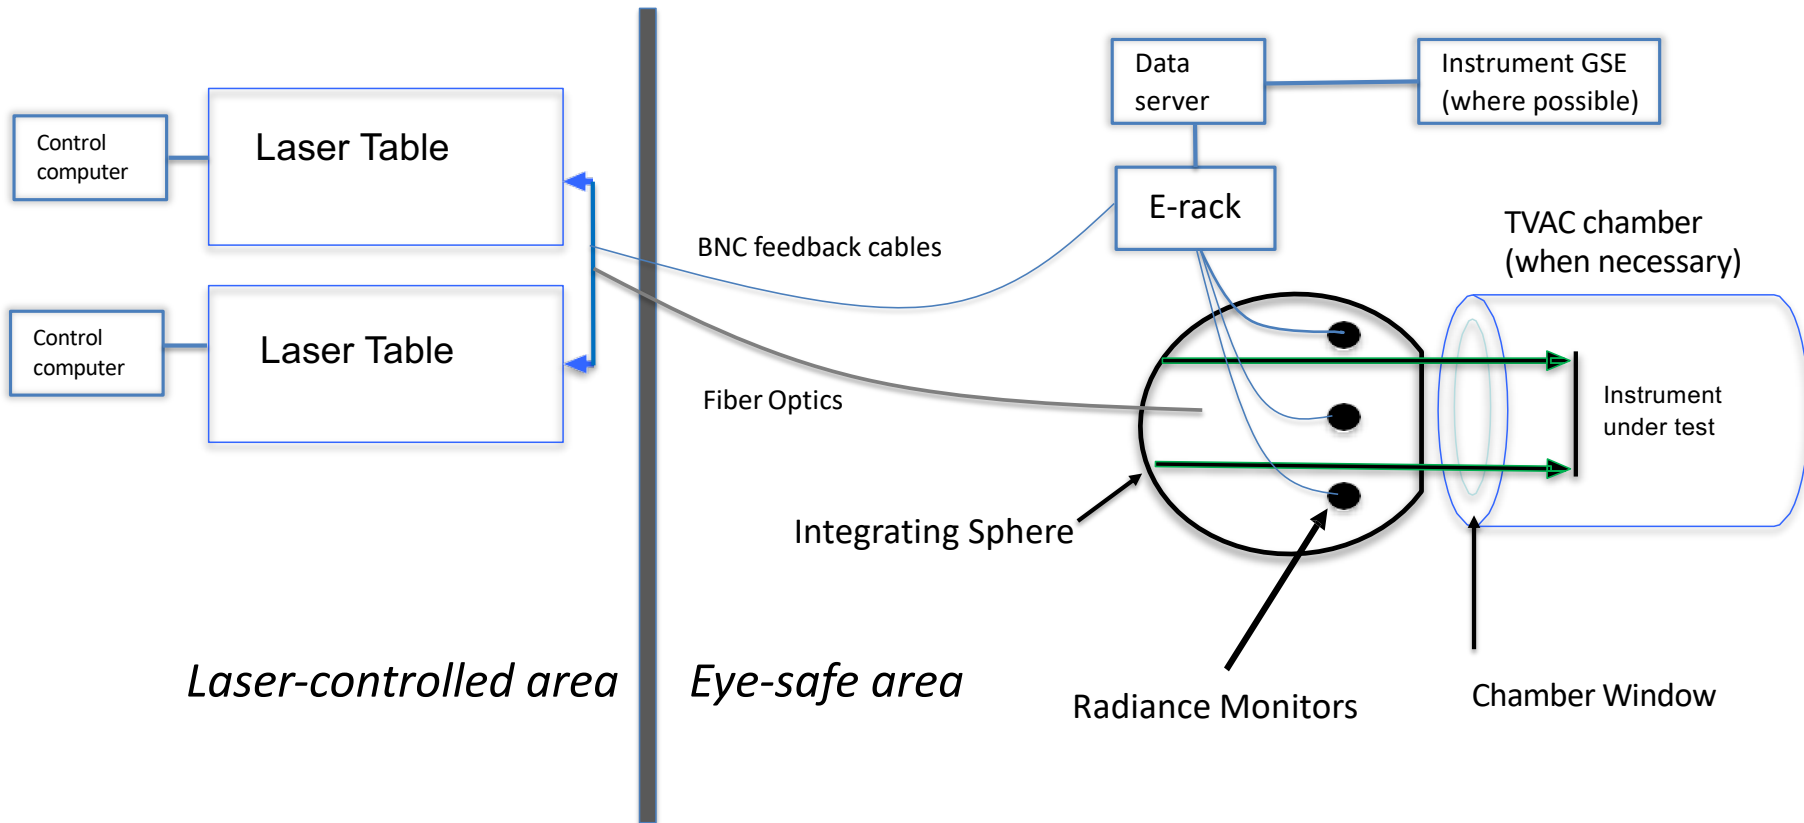 Data
server
Instrument GSE
(where possible)
Control
computer
Laser Table
E-rack
TVAC chamber
(when necessary)
BNC feedback cables
Control
computer
Laser Table
Fiber Optics
Instrument
under test
Integrating Sphere
Laser-controlled area
Eye-safe area
Radiance Monitors
Chamber Window